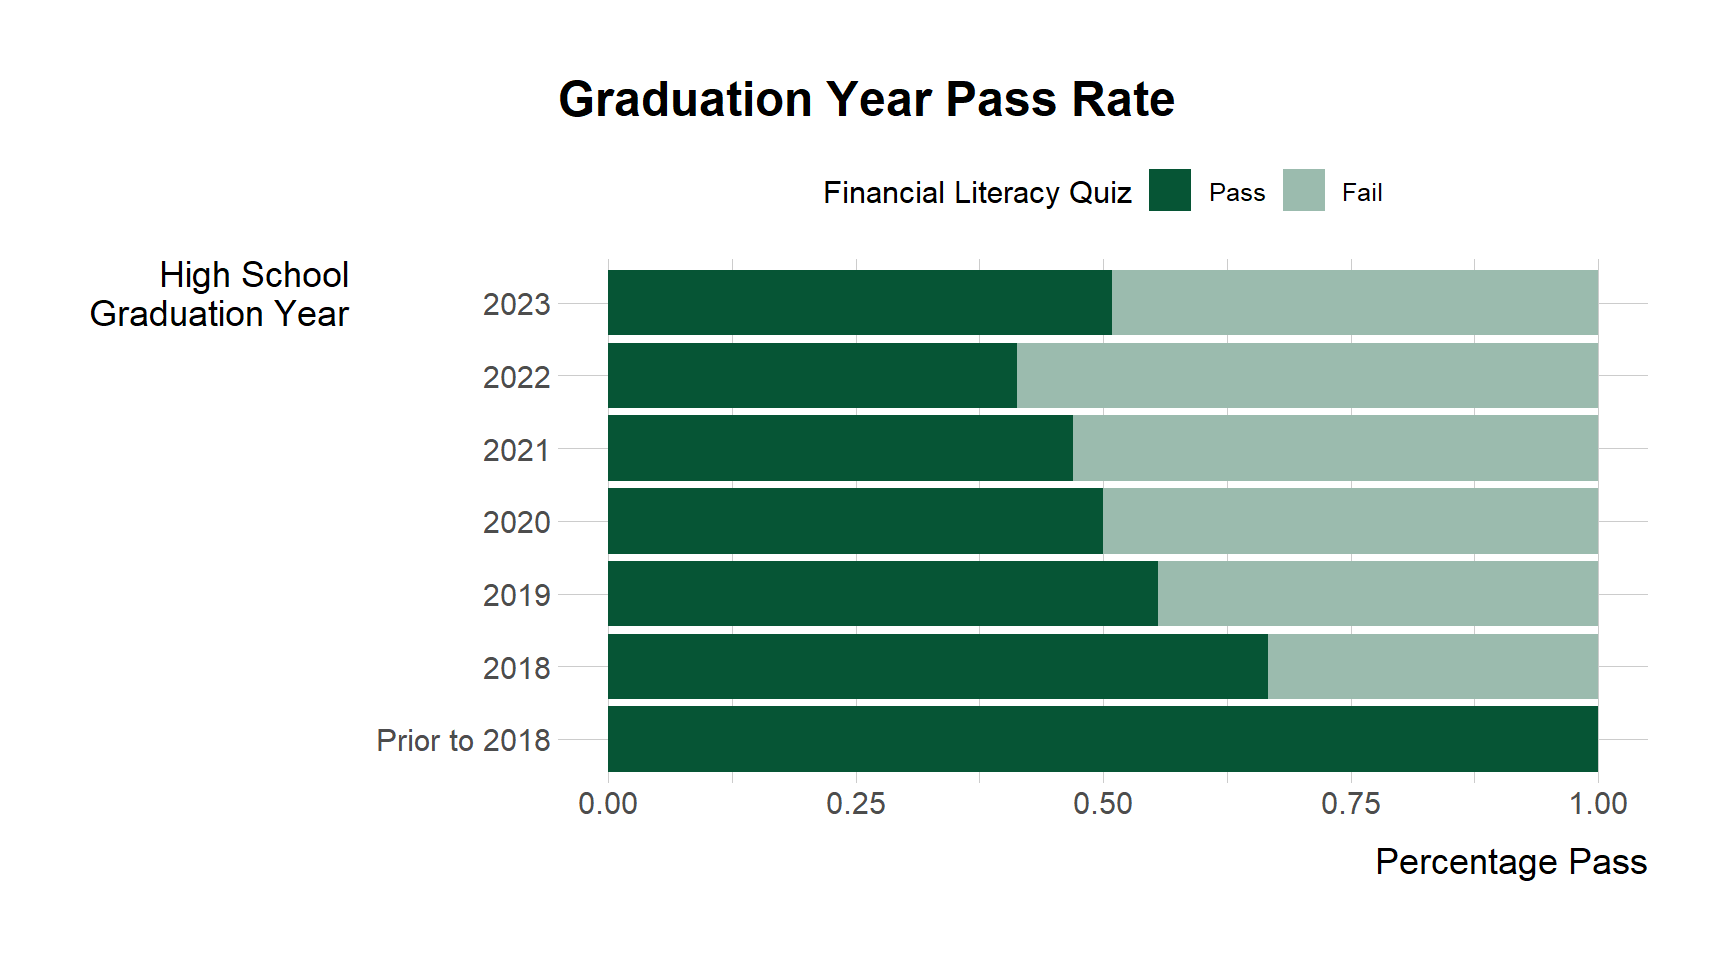 Graduation Year Pass Rate
Financial Literacy Quiz Pass Fail
High School
Graduation Year
2023
2022
2021
2020
2019
2018
Prior to 2018
0.00 0.25 0.50 0.75 1.00
Percentage Pass